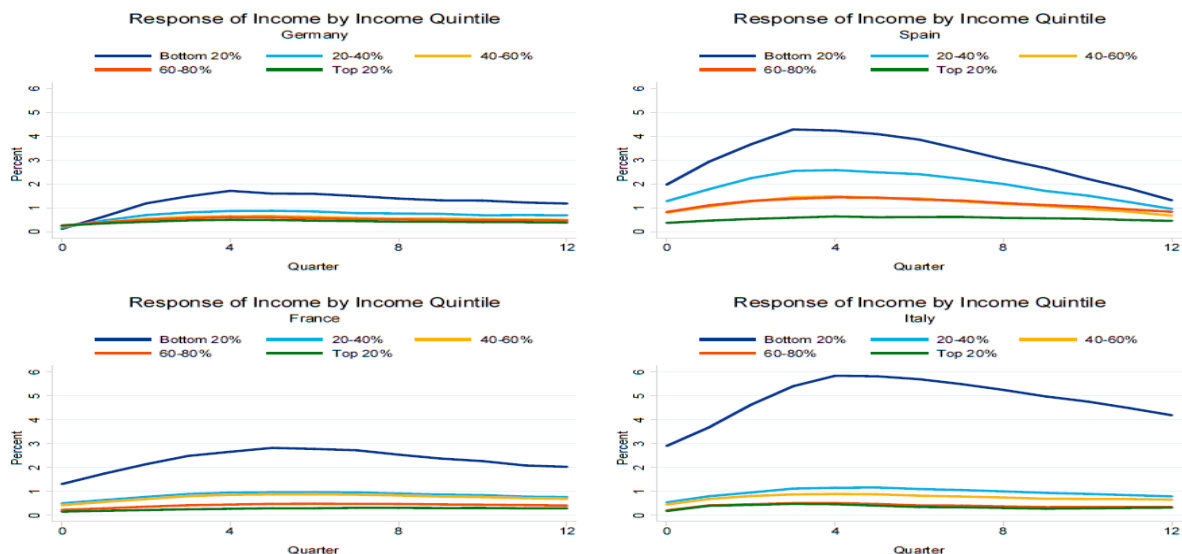 Response of Income by Income Quintile
Germany
Bottom 20% 20-40% 40-60%
60-80% Top 20%
6
5
4
3
2
1
0
Percent
0 4 8 12
Quarter
Response of Income by Income Quintile
Spain
Bottom 20% 20-40% 40-60%
60-80% Top 20%
6
5
4
3
2
1
0
Percent
0 4 8 12
Quarter
Response of Income by Income Quintile
France
Bottom 20% 20-40% 40-60%
60-80% Top 20%
6
5
4
3
2
1
0
Percent
0 4 8 12
Quarter
Response of Income by Income Quintile
Italy
Bottom 20% 20-40% 40-60%
60-80% Top 20%
6
5
4
3
2
1
0
Percent
0 4 8 12
Quarter